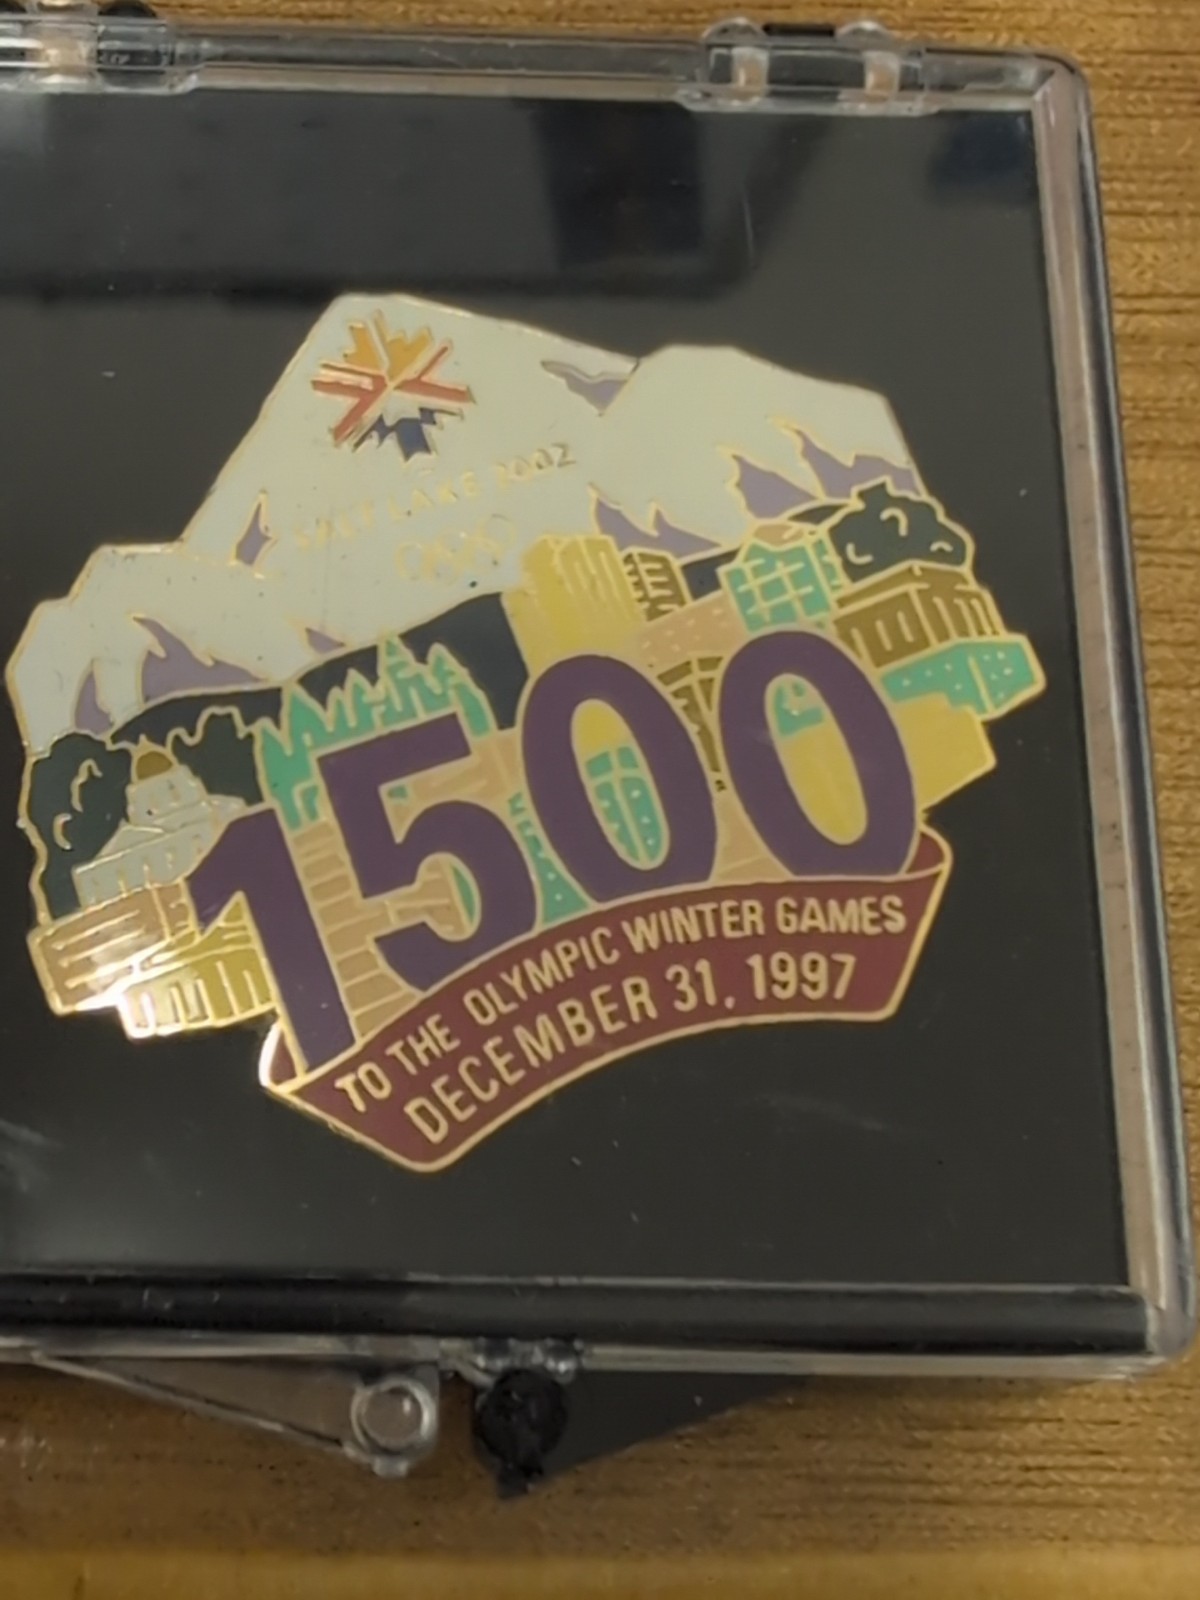 SALT LAKE 2002
1500
TO THE OLYMPIC WINTER GAMES
DECEMBER 31, 1997